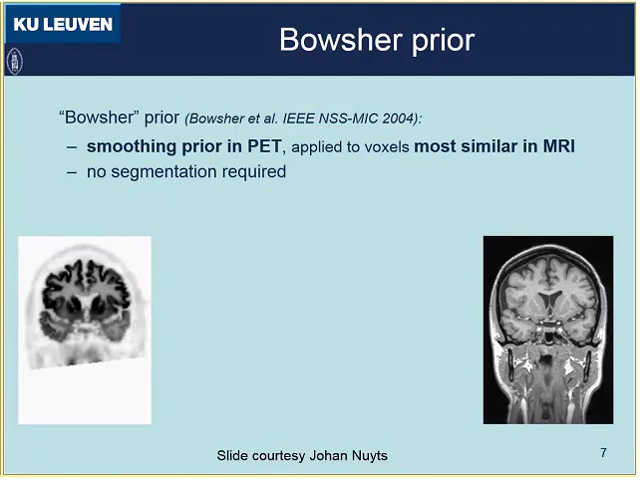 KU LEUVEN
Bowsher prior
“Bowsher” prior (Bowsher et al. IEEE NSS-MIC 2004):
– smoothing prior in PET, applied to voxels most similar in MRI
– no segmentation required
Slide courtesy Johan Nuyts
7